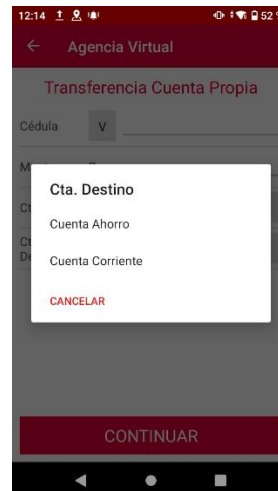 12:14 52 %
Agencia Virtual
Transferencia Cuenta Propia
Cédula V
Cta. Destino
Cuenta Ahorro
Cuenta Corriente
CANCELAR
CONTINUAR